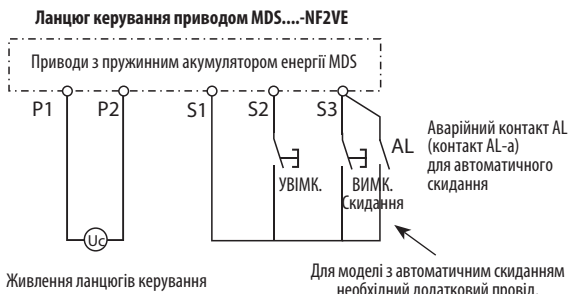 Ланцюг керування приводом MDS....-NF2VE
Приводи з пружинним акумулятором енергії MDS
P1 P2 S1 S2 S3
AL
Аварійний контакт AL
(контакт AL-a)
для автоматичного
скидання
УВІМК. ВИМК.
Скидання
Uc
Живлення ланцюгів керування
Для моделі з автоматичним скиданням
необхідний додатковий провід.